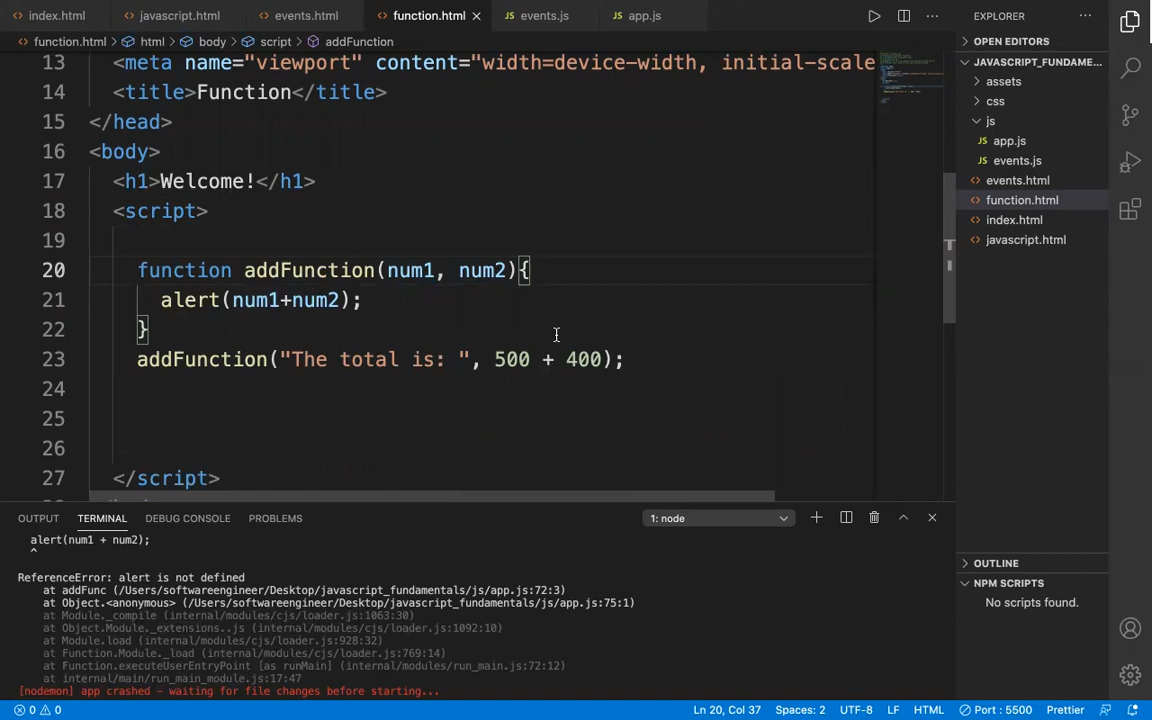 index.html
javascript.html
events.html
function.html
events.js
app.js
function.html > html > body > script > addFunction
13 <meta name="viewport" content="width=device-width, initial-scale
14 <title>Function</title>
15 </head>
16 <body>
17 <h1>Welcome!</h1>
18 <script>
19
20 function addFunction(num1, num2){
21 alert(num1+num2);
22 }
23 addFunction("The total is: ", 500 + 400);
24
25
26
27 </script>
EXPLORER
OPEN EDITORS
JAVASCRIPT_FUNDAME...
assets
css
js
app.js
events.js
events.html
function.html
index.html
javascript.html
OUTLINE
NPM SCRIPTS
No scripts found.
OUTPUT TERMINAL DEBUG CONSOLE PROBLEMS
1: node
alert(num1 + num2);
^
ReferenceError: alert is not defined
at addFunc (/Users/softwareengineer/Desktop/javascript_fundamentals/js/app.js:72:3)
at Object.<anonymous> (/Users/softwareengineer/Desktop/javascript_fundamentals/js/app.js:75:1)
at Module._compile (internal/modules/cjs/loader.js:1063:30)
at Object.Module._extensions..js (internal/modules/cjs/loader.js:1092:10)
at Module.load (internal/modules/cjs/loader.js:928:32)
at Function.Module._load (internal/modules/cjs/loader.js:769:14)
at Function.executeUserEntryPoint [as runMain] (internal/modules/run_main.js:72:12)
at internal/main/run_main_module.js:17:47
[nodemon] app crashed - waiting for file changes before starting...
0 0
Ln 20, Col 37
Spaces: 2
UTF-8
LF
HTML
Port : 5500
Prettier